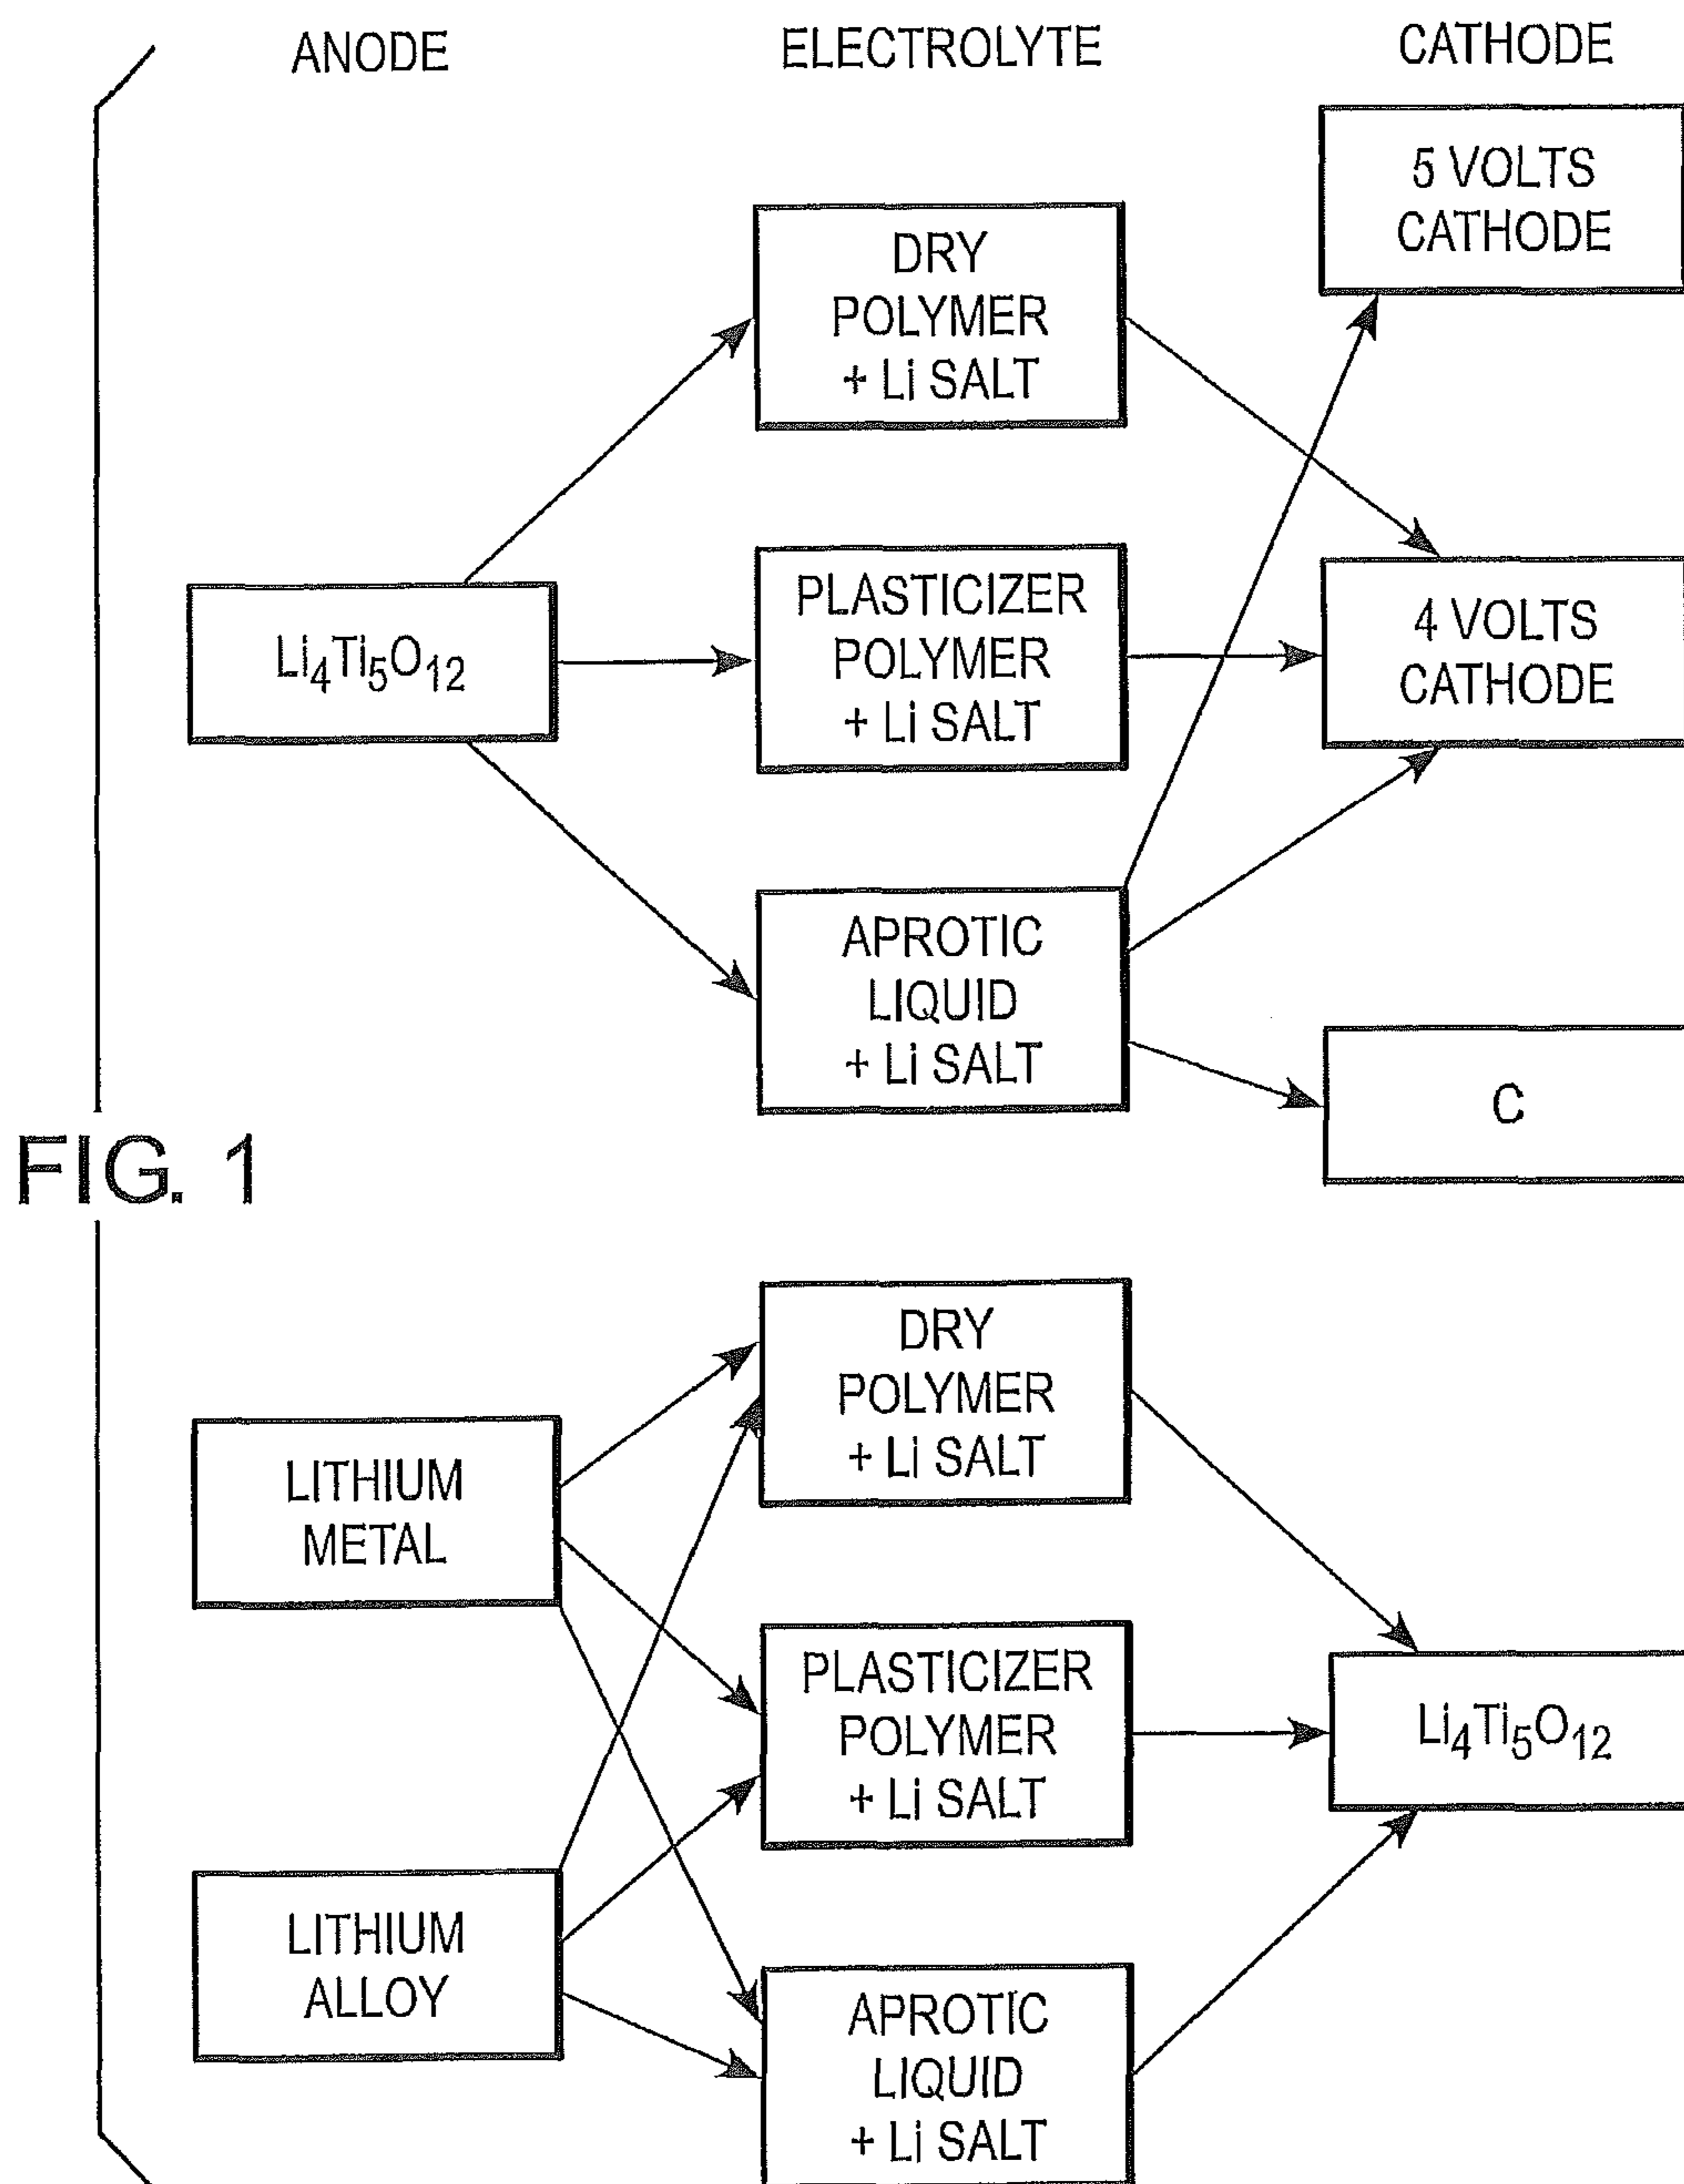 ANODE
ELECTROLYTE
CATHODE
5 VOLTS
CATHODE
DRY
POLYMER
+ Li SALT
Li₄Ti₅O₁₂
PLASTICIZER
POLYMER
+ Li SALT
4 VOLTS
CATHODE
APROTIC
LIQUID
+ Li SALT
C
FIG. 1
DRY
POLYMER
+ Li SALT
LITHIUM
METAL
PLASTICIZER
POLYMER
+ Li SALT
Li₄Ti₅O₁₂
LITHIUM
ALLOY
APROTIC
LIQUID
+ Li SALT